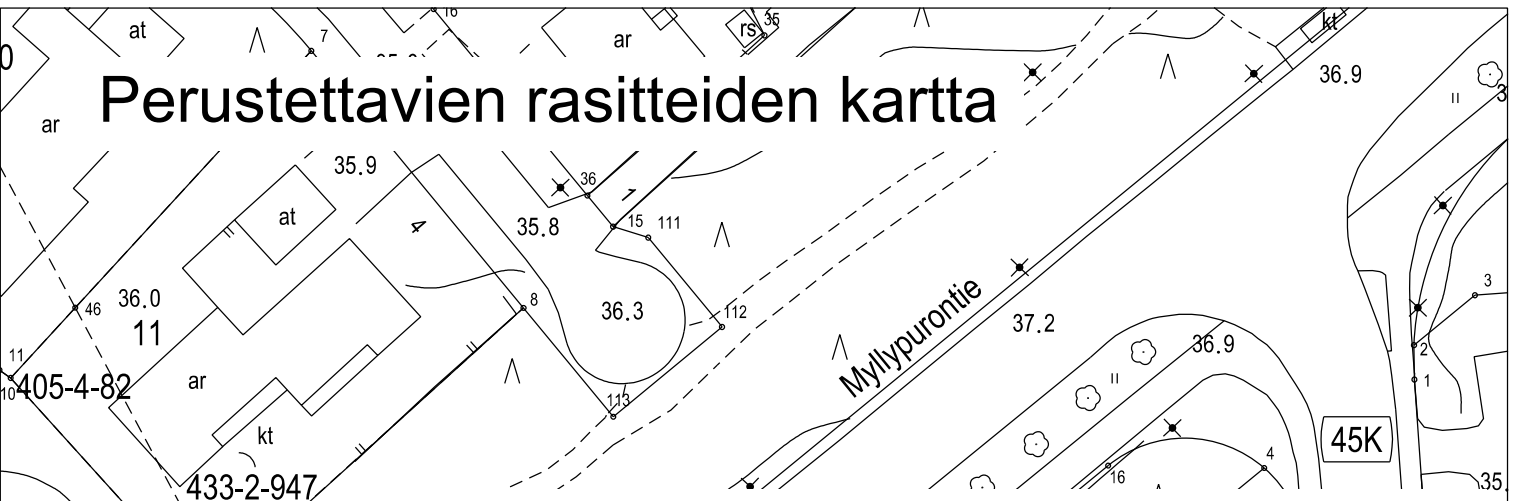 16
at
7
ar
rs
35
kt
0
36.9
Perustettavien rasitteiden kartta
ar
35.9
36
1
at
4
35.8
15
111
3
46
36.0
8
36.3
112
37.2
36.9
11
Myllypurontie
2
11
10
405-4-82
ar
1
113
kt
45K
4
16
433-2-947
35.